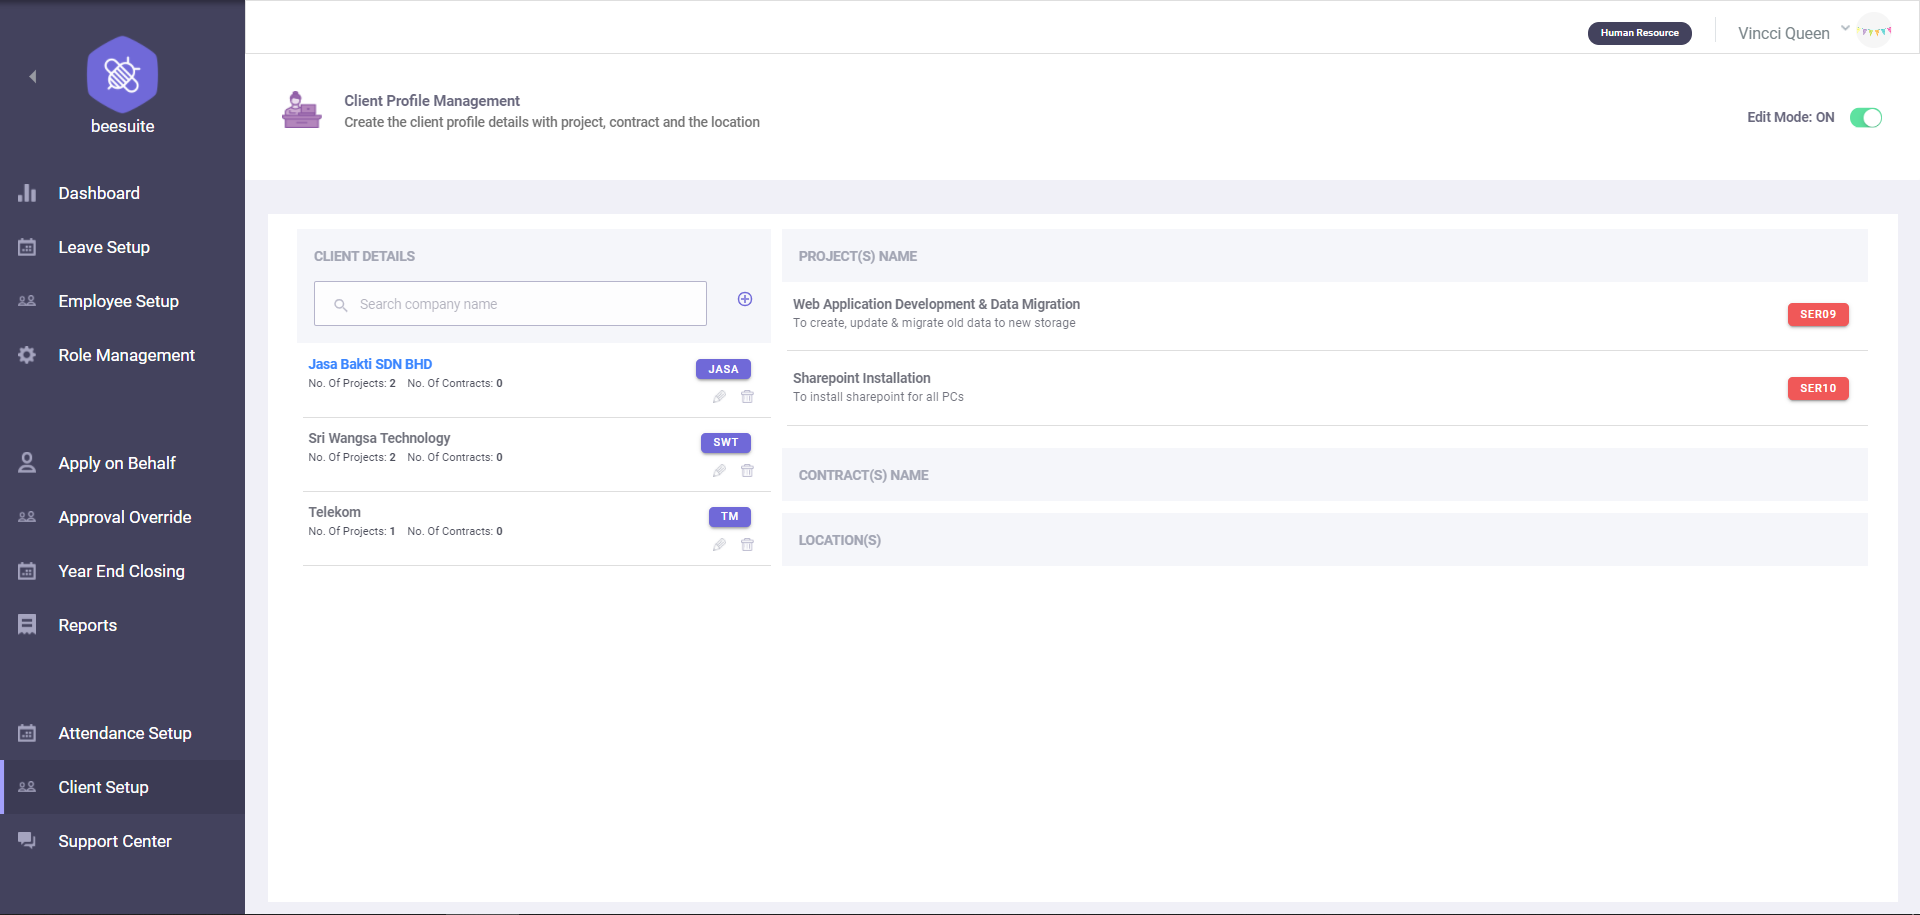 beesuite
Dashboard
Leave Setup
Employee Setup
Role Management
Apply on Behalf
Approval Override
Year End Closing
Reports
Attendance Setup
Client Setup
Support Center
Human Resource
Vincci Queen
Client Profile Management
Create the client profile details with project, contract and the location
Edit Mode: ON
CLIENT DETAILS
Search company name
Jasa Bakti SDN BHD
JASA
No. Of Projects: 2 No. Of Contracts: 0
Sri Wangsa Technology
SWT
No. Of Projects: 2 No. Of Contracts: 0
Telekom
TM
No. Of Projects: 1 No. Of Contracts: 0
PROJECT(S) NAME
Web Application Development & Data Migration
To create, update & migrate old data to new storage
SER09
Sharepoint Installation
To install sharepoint for all PCs
SER10
CONTRACT(S) NAME
LOCATION(S)